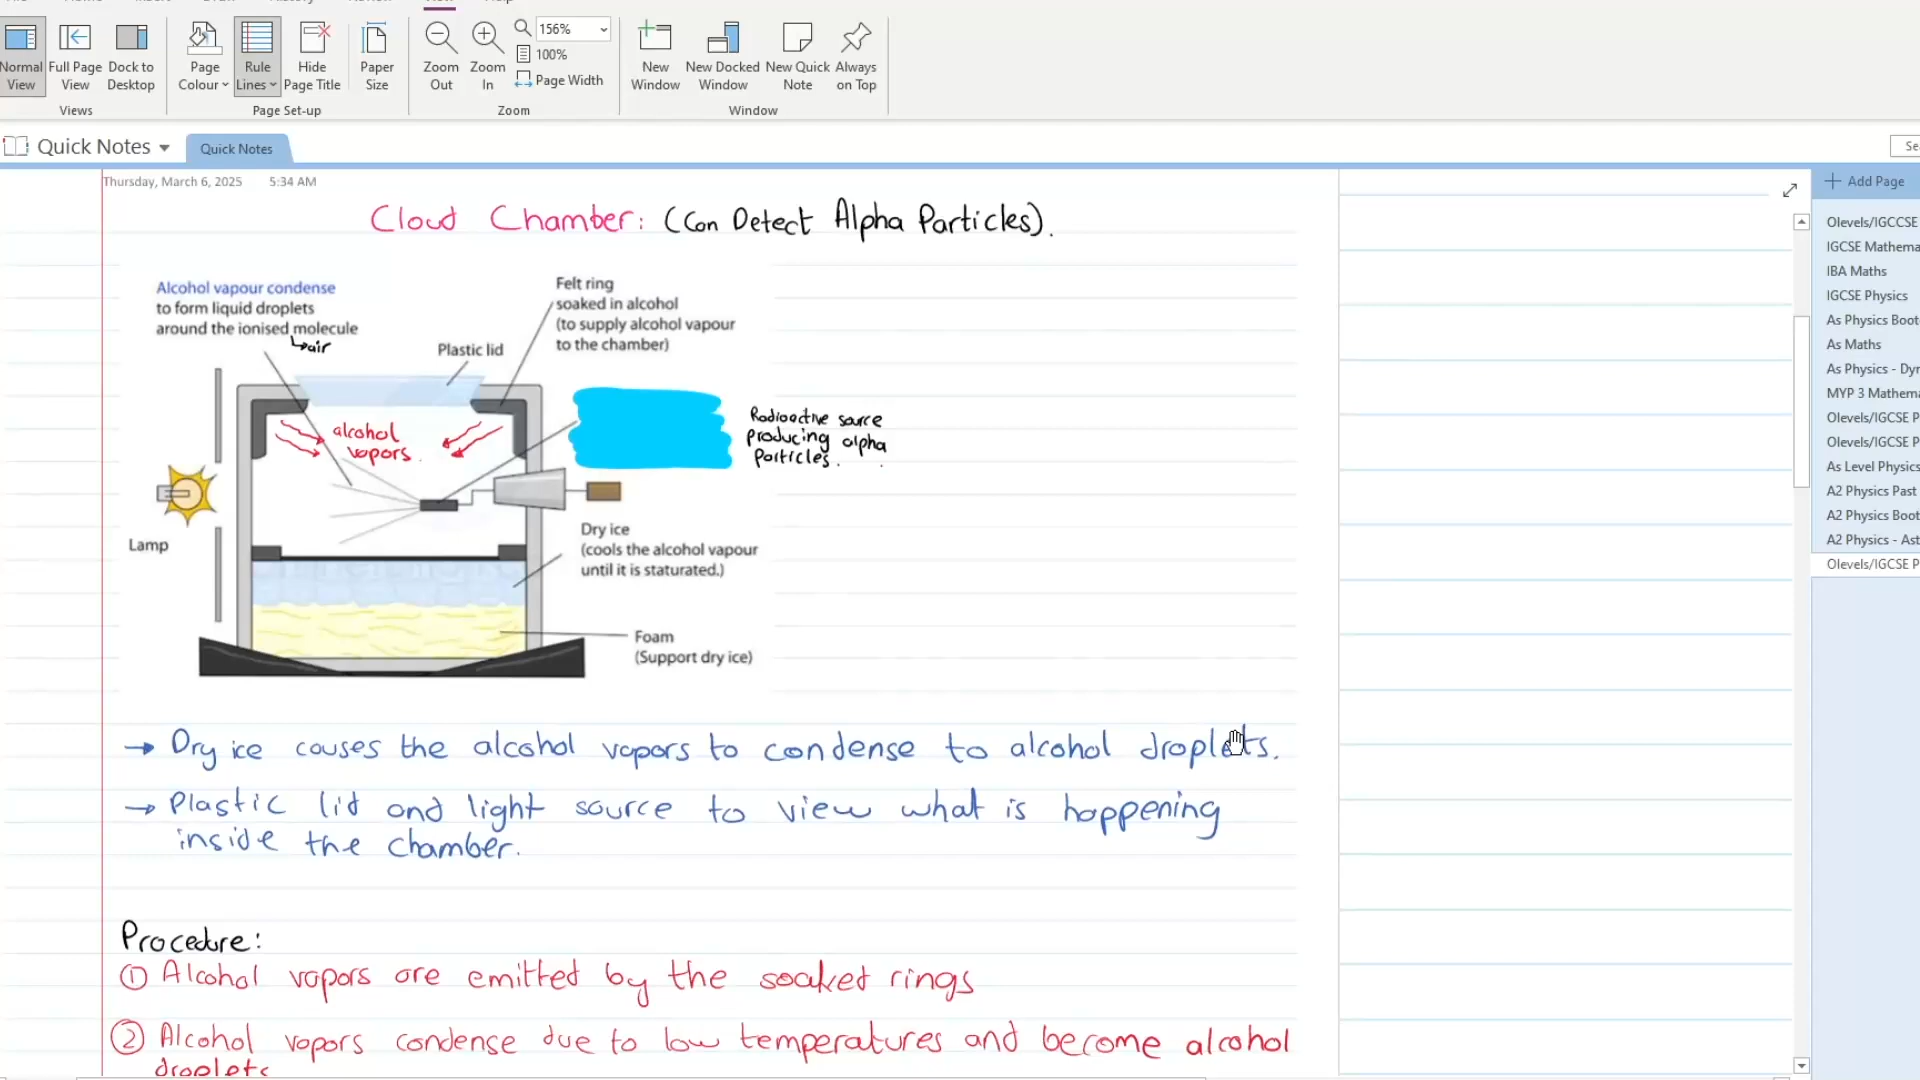 Normal View
Full Page View
Dock to Desktop
Views
Page Colour
Rule Lines
Hide Page Title
Paper Size
Page Set-up
Zoom Out
Zoom In
156%
100%
Page Width
Zoom
New Window
New Docked Window
New Quick Note
Always on Top
Window
Quick Notes
Quick Notes
Thursday, March 6, 2025 5:34 AM
Cloud Chamber: (Can Detect Alpha Particles).
Alcohol vapour condense
to form liquid droplets
around the ionised molecule
air
Plastic lid
Felt ring
soaked in alcohol
(to supply alcohol vapour
to the chamber)
alcohol
vapors.
Radioactive source
producing alpha
particles.
Lamp
Dry ice
(cools the alcohol vapour
until it is staturated.)
Foam
(Support dry ice)
→ Dry ice causes the alcohol vapors to condense to alcohol droplets.
→ Plastic lid and light source to view what is happening
inside the chamber.
Procedure:
① Alcohol vapors are emitted by the soaked rings
② Alcohol vapors condense due to low temperatures and become alcohol
droplets
Add Page
Olevels/IGCCSE
IGCSE Mathema
IBA Maths
IGCSE Physics
As Physics Boot
As Maths
As Physics - Dyn
MYP 3 Mathema
Olevels/IGCSE P
Olevels/IGCSE P
As Level Physics
A2 Physics Past
A2 Physics Boot
A2 Physics - Ast
Olevels/IGCSE P